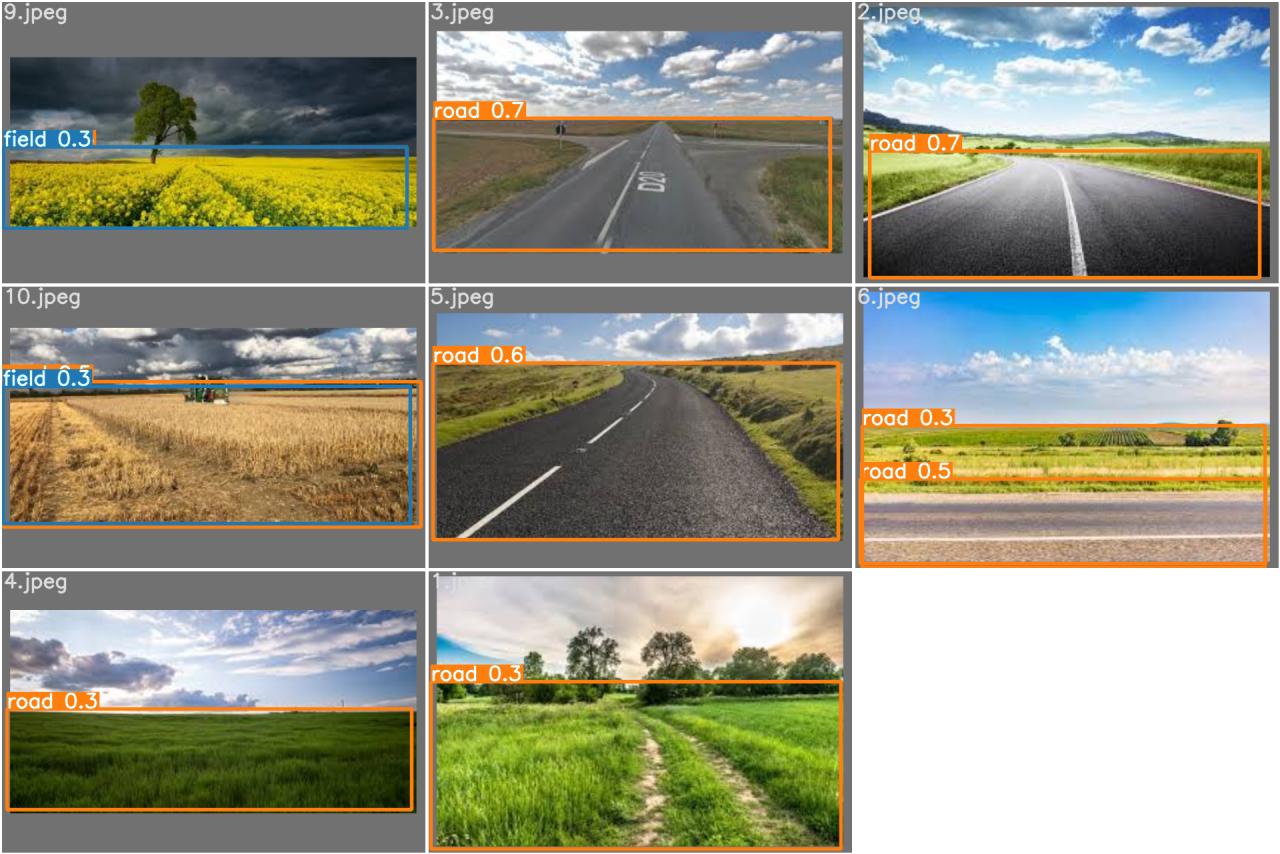 9.jpeg
field 0.3
3.jpeg
road 0.7
D20
2.jpeg
road 0.7
10.jpeg
field 0.3
5.jpeg
road 0.6
6.jpeg
road 0.3
road 0.5
4.jpeg
road 0.3
1.j
road 0.3